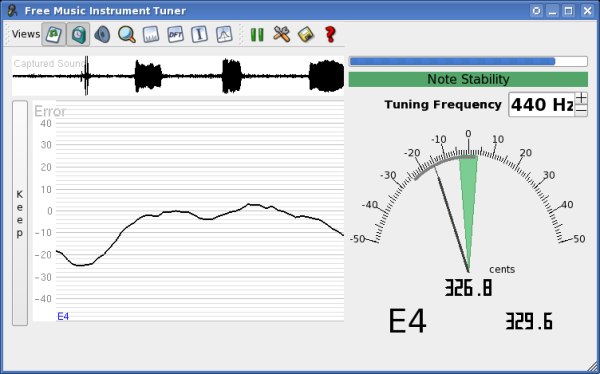 Free Music Instrument Tuner
Views
DFT
Captured Sound
Note Stability
Tuning Frequency 440 Hz
Error
40
30
20
10
0
-10
-20
-30
-40
E4
Keep
-50
-40
-30
-20
-10
0
10
20
30
40
50
cents
326.8
E4
329.6